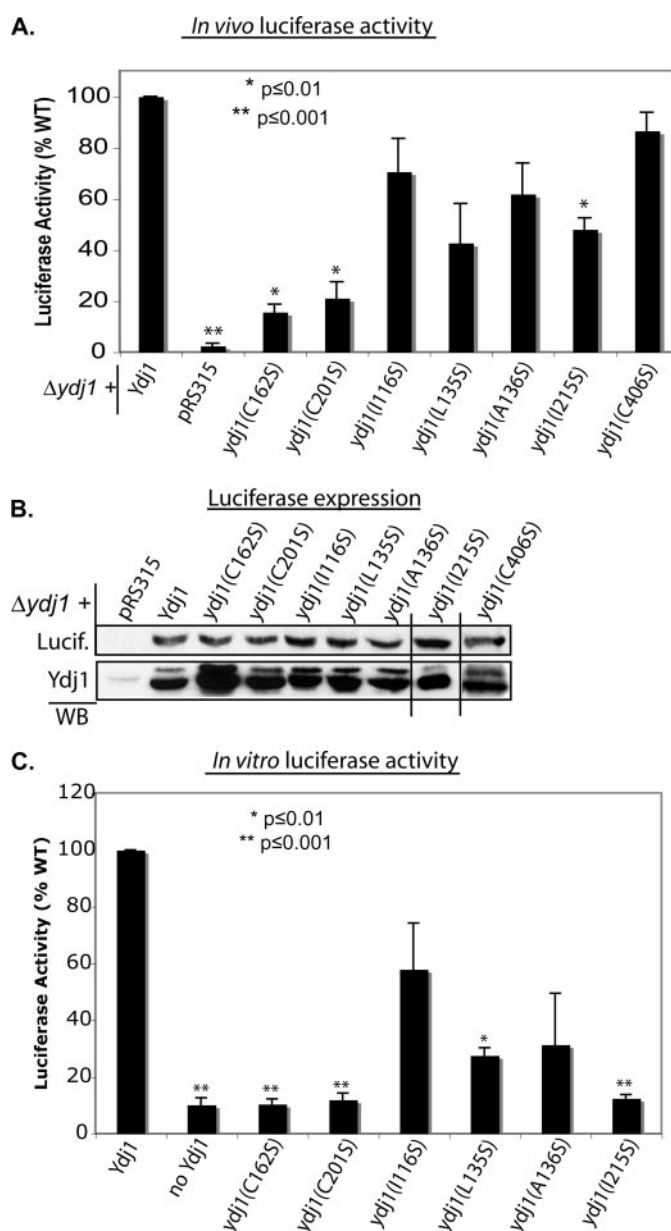 A.
In vivo luciferase activity
* p≤0.01
** p≤0.001
Luciferase Activity (% WT)
100
80
60
40
20
0
**
*
*
*
Δydj1 +
Ydj1
pRS315
ydj1(C162S)
ydj1(C201S)
ydj1(I116S)
ydj1(L135S)
ydj1(A136S)
ydj1(I215S)
ydj1(C406S)
B.
Luciferase expression
Δydj1 +
pRS315
Ydj1
ydj1(C162S)
ydj1(C201S)
ydj1(I116S)
ydj1(L135S)
ydj1(A136S)
ydj1(I215S)
ydj1(C406S)
Lucif.
Ydj1
WB
C.
In vitro luciferase activity
* p≤0.01
** p≤0.001
Luciferase Activity (% WT)
120
100
80
60
40
20
0
**
**
**
*
**
Ydj1
no Ydj1
ydj1(C162S)
ydj1(C201S)
ydj1(I116S)
ydj1(L135S)
ydj1(A136S)
ydj1(I215S)